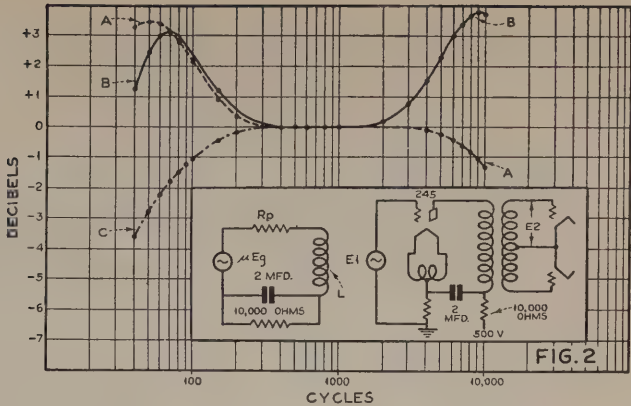 A
B
C
A
B
DECIBELS
+3
+2
+1
0
-1
-2
-3
-4
-5
-6
-7
Rp
μEg
2 MFD.
10,000 OHMS
L
245
E1
E2
2
MFD.
10,000
OHMS
300 V
FIG. 2
100
1000
10,000
CYCLES